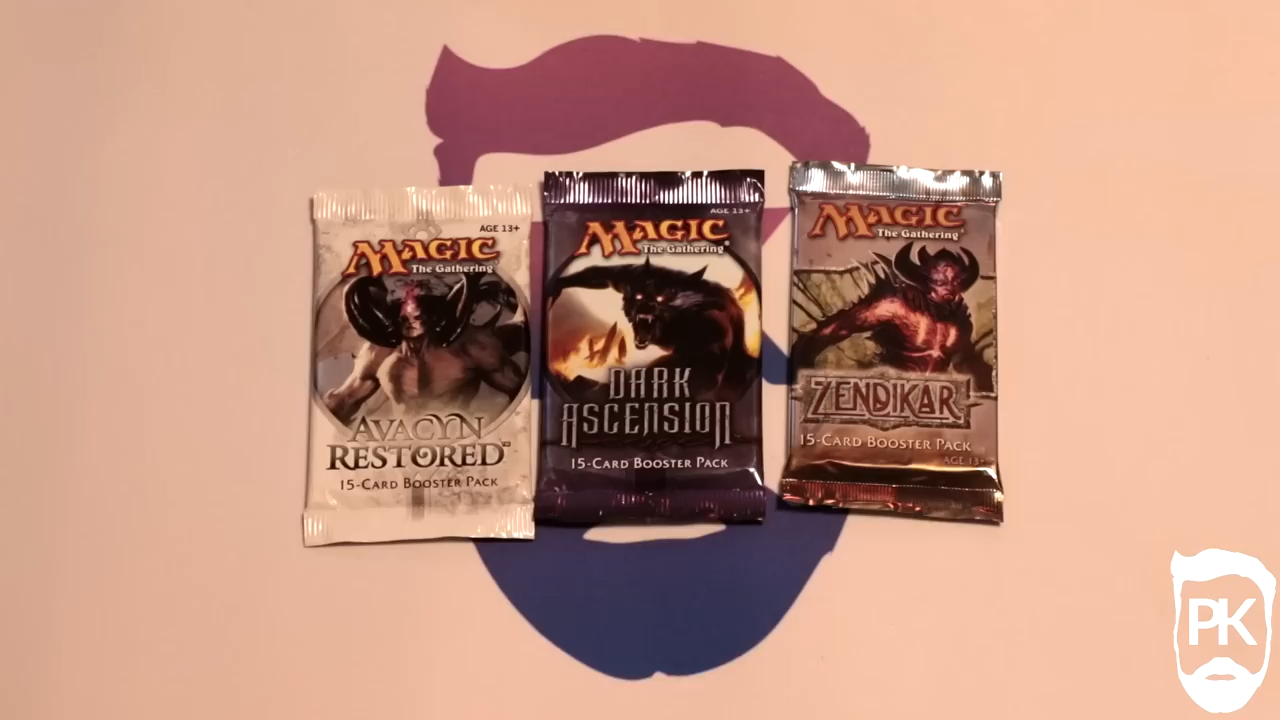 AGE 13+
MAGIC
The Gathering®
AVACYN
RESTORED™
15-CARD BOOSTER PACK
AGE 13+
MAGIC
The Gathering®
DARK
ASCENSION
15-CARD BOOSTER PACK
MAGIC
The Gathering®
ZENDIKAR
15-CARD BOOSTER PACK
AGE 13+
PK